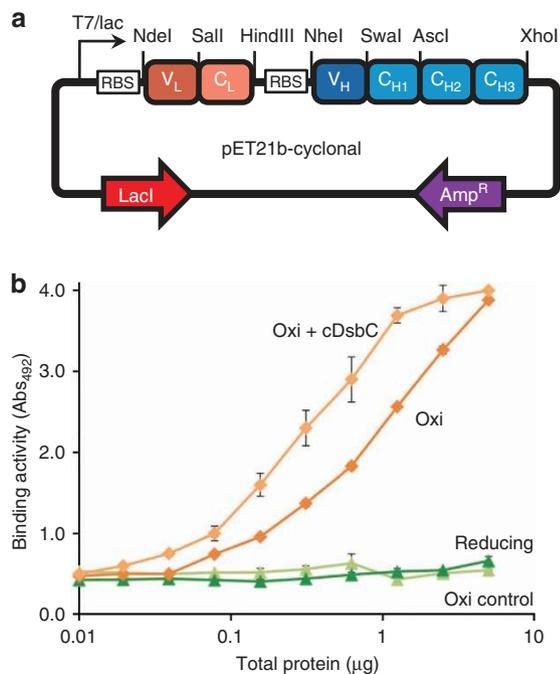 a
T7/lac
NdeI SalI HindIII NheI SwaI AscI XhoI
RBS VL CL RBS VH CH1 CH2 CH3
pET21b-cyclonal
LacI AmpR
b
4.0
Oxi + cDsbC
3.0
Oxi
2.0
Binding activity (Abs492)
1.0
Reducing
Oxi control
0.0
0.01 0.1 1 10
Total protein (μg)